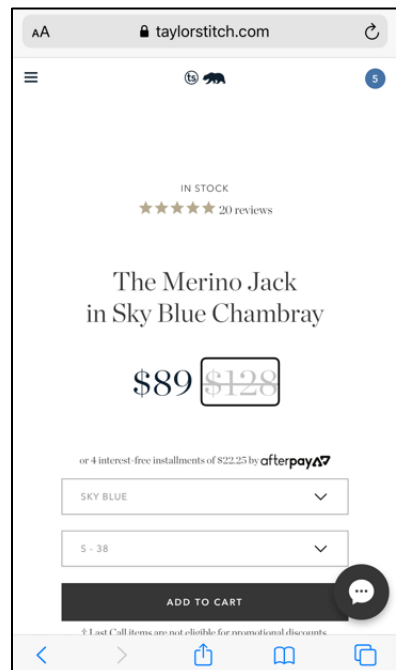 AA taylorstitch.com
ts 5
IN STOCK
20 reviews
The Merino Jack
in Sky Blue Chambray
$89 $128
or 4 interest-free installments of $22.25 by afterpay
SKY BLUE
S - 38
ADD TO CART
† Last Call items are not eligible for promotional discounts